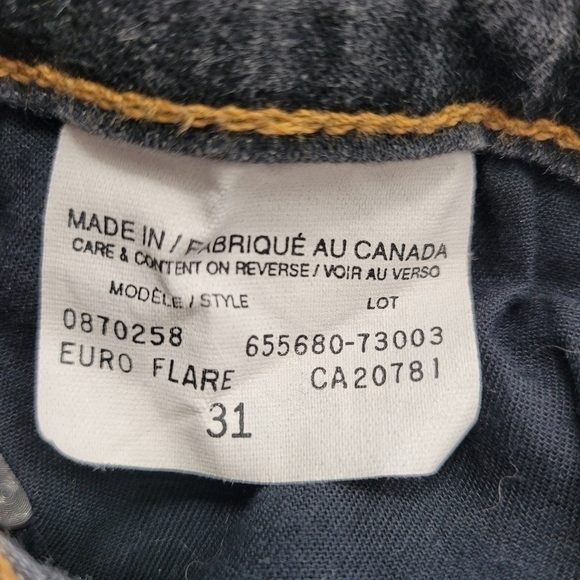 MADE IN / FABRIQUÉ AU CANADA
CARE & CONTENT ON REVERSE / VOIR AU VERSO
MODÈLE / STYLE LOT
0870258 655680-73003
EURO FLARE CA20781
31